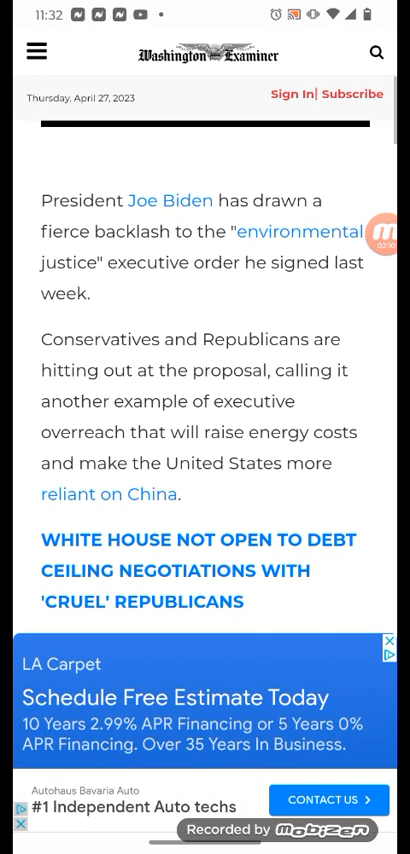 11:32
Washington Examiner
Thursday, April 27, 2023
Sign In| Subscribe
President Joe Biden has drawn a
fierce backlash to the "environmental
justice" executive order he signed last
week.
02:10
Conservatives and Republicans are
hitting out at the proposal, calling it
another example of executive
overreach that will raise energy costs
and make the United States more
reliant on China.
WHITE HOUSE NOT OPEN TO DEBT
CEILING NEGOTIATIONS WITH
'CRUEL' REPUBLICANS
LA Carpet
Schedule Free Estimate Today
10 Years 2.99% APR Financing or 5 Years 0%
APR Financing. Over 35 Years In Business.
Autohaus Bavaria Auto
#1 Independent Auto techs
CONTACT US
Recorded by mobizen